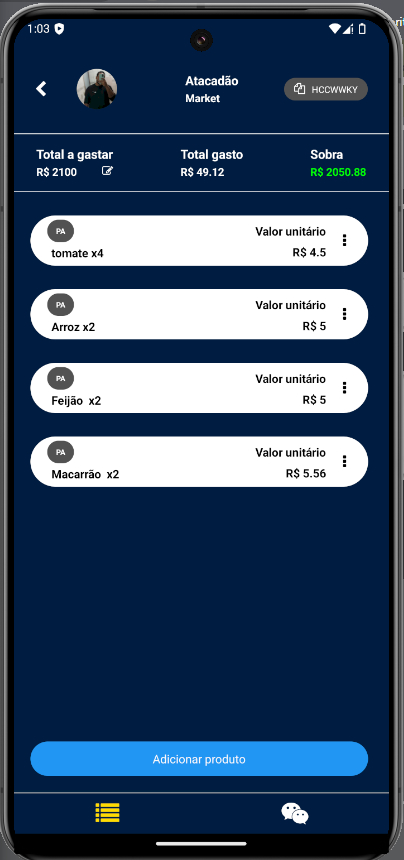 1:03
Atacadão
Market
HCCWWKY
Total a gastar
R$ 2100
Total gasto
R$ 49.12
Sobra
R$ 2050.88
PA
tomate x4
Valor unitário
R$ 4.5
PA
Arroz x2
Valor unitário
R$ 5
PA
Feijão x2
Valor unitário
R$ 5
PA
Macarrão x2
Valor unitário
R$ 5.56
Adicionar produto